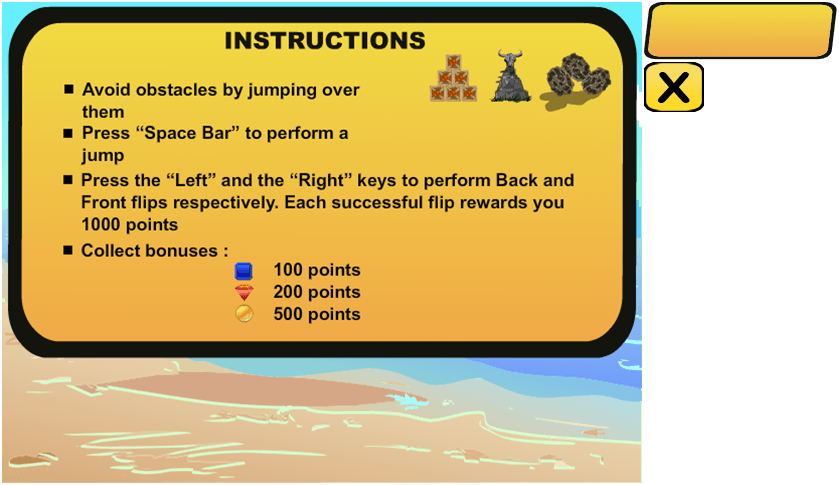 INSTRUCTIONS
Avoid obstacles by jumping over
them
Press “Space Bar” to perform a
jump
Press the “Left” and the “Right” keys to perform Back and
Front flips respectively. Each successful flip rewards you
1000 points
Collect bonuses :
100 points
200 points
500 points